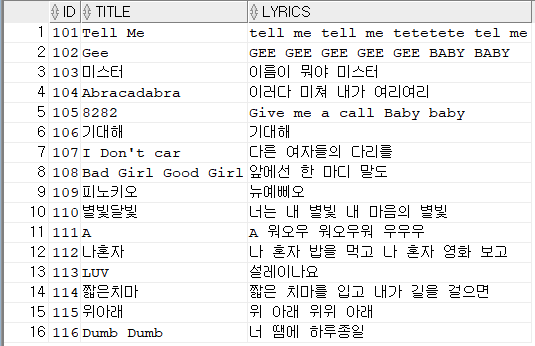 ID TITLE LYRICS
1 101 Tell Me tell me tell me tetetete tel me
2 102 Gee GEE GEE GEE GEE GEE BABY BABY
3 103 미스터 이름이 뭐야 미스터
4 104 Abracadabra 이러다 미쳐 내가 여리여리
5 105 8282 Give me a call Baby baby
6 106 기대해 기대해
7 107 I Don't car 다른 여자들의 다리를
8 108 Bad Girl Good Girl 앞에선 한 마디 말도
9 109 피노키오 뉴예삐오
10 110 별빛달빛 너는 내 별빛 내 마음의 별빛
11 111 A A 워오우 워오우워 우우우
12 112 나혼자 나 혼자 밥을 먹고 나 혼자 영화 보고
13 113 LUV 설레이나요
14 114 짧은치마 짧은 치마를 입고 내가 길을 걸으면
15 115 위아래 위 아래 위위 아래
16 116 Dumb Dumb 너 땜에 하루종일